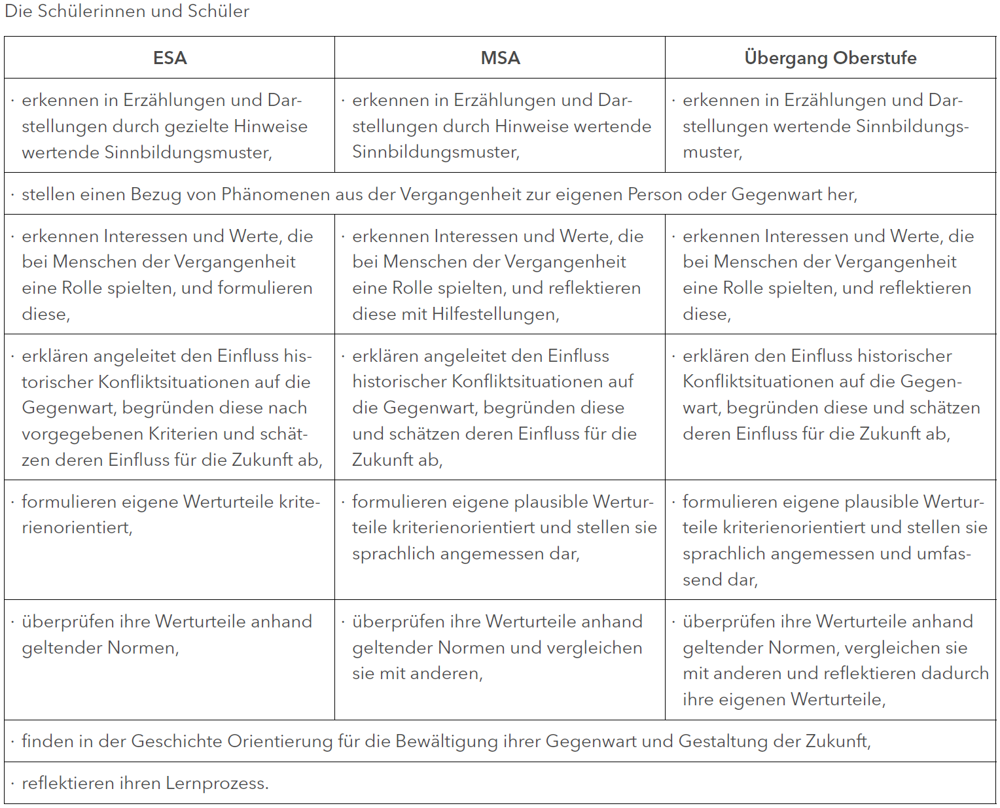 Die Schülerinnen und Schüler
ESA
MSA
Übergang Oberstufe
· erkennen in Erzählungen und Dar-
stellungen durch gezielte Hinweise
wertende Sinnbildungsmuster,
· erkennen in Erzählungen und Dar-
stellungen durch Hinweise wertende
Sinnbildungsmuster,
· erkennen in Erzählungen und Dar-
stellungen wertende Sinnbildungs-
muster,
· stellen einen Bezug von Phänomenen aus der Vergangenheit zur eigenen Person oder Gegenwart her,
· erkennen Interessen und Werte, die
bei Menschen der Vergangenheit
eine Rolle spielten, und formulieren
diese,
· erkennen Interessen und Werte, die
bei Menschen der Vergangenheit
eine Rolle spielten, und reflektieren
diese mit Hilfestellungen,
· erkennen Interessen und Werte, die
bei Menschen der Vergangenheit
eine Rolle spielten, und reflektieren
diese,
· erklären angeleitet den Einfluss his-
torischer Konfliktsituationen auf die
Gegenwart, begründen diese nach
vorgegebenen Kriterien und schät-
zen deren Einfluss für die Zukunft ab,
· erklären angeleitet den Einfluss
historischer Konfliktsituationen auf
die Gegenwart, begründen diese
und schätzen deren Einfluss für die
Zukunft ab,
· erklären den Einfluss historischer
Konfliktsituationen auf die Gegen-
wart, begründen diese und schätzen
deren Einfluss für die Zukunft ab,
· formulieren eigene Werturteile krite-
rienorientiert,
· formulieren eigene plausible Wertur-
teile kriterienorientiert und stellen sie
sprachlich angemessen dar,
· formulieren eigene plausible Wertur-
teile kriterienorientiert und stellen sie
sprachlich angemessen und umfas-
send dar,
· überprüfen ihre Werturteile anhand
geltender Normen,
· überprüfen ihre Werturteile anhand
geltender Normen und vergleichen
sie mit anderen,
· überprüfen ihre Werturteile anhand
geltender Normen, vergleichen sie
mit anderen und reflektieren dadurch
ihre eigenen Werturteile,
· finden in der Geschichte Orientierung für die Bewältigung ihrer Gegenwart und Gestaltung der Zukunft,
· reflektieren ihren Lernprozess.